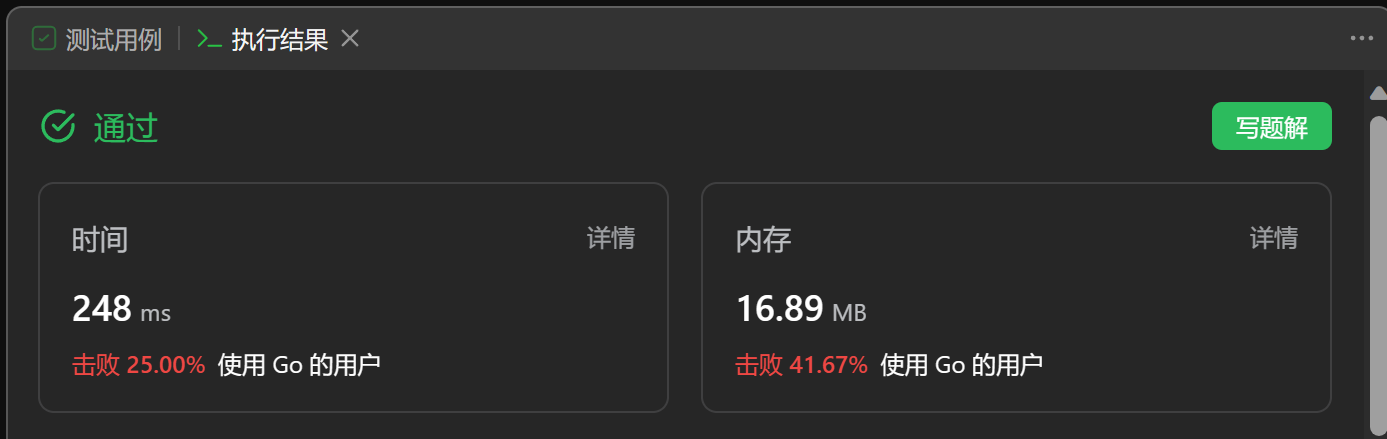 测试用例 执行结果
通过 写题解
时间 详情
248 ms
击败 25.00% 使用 Go 的用户
内存 详情
16.89 MB
击败 41.67% 使用 Go 的用户